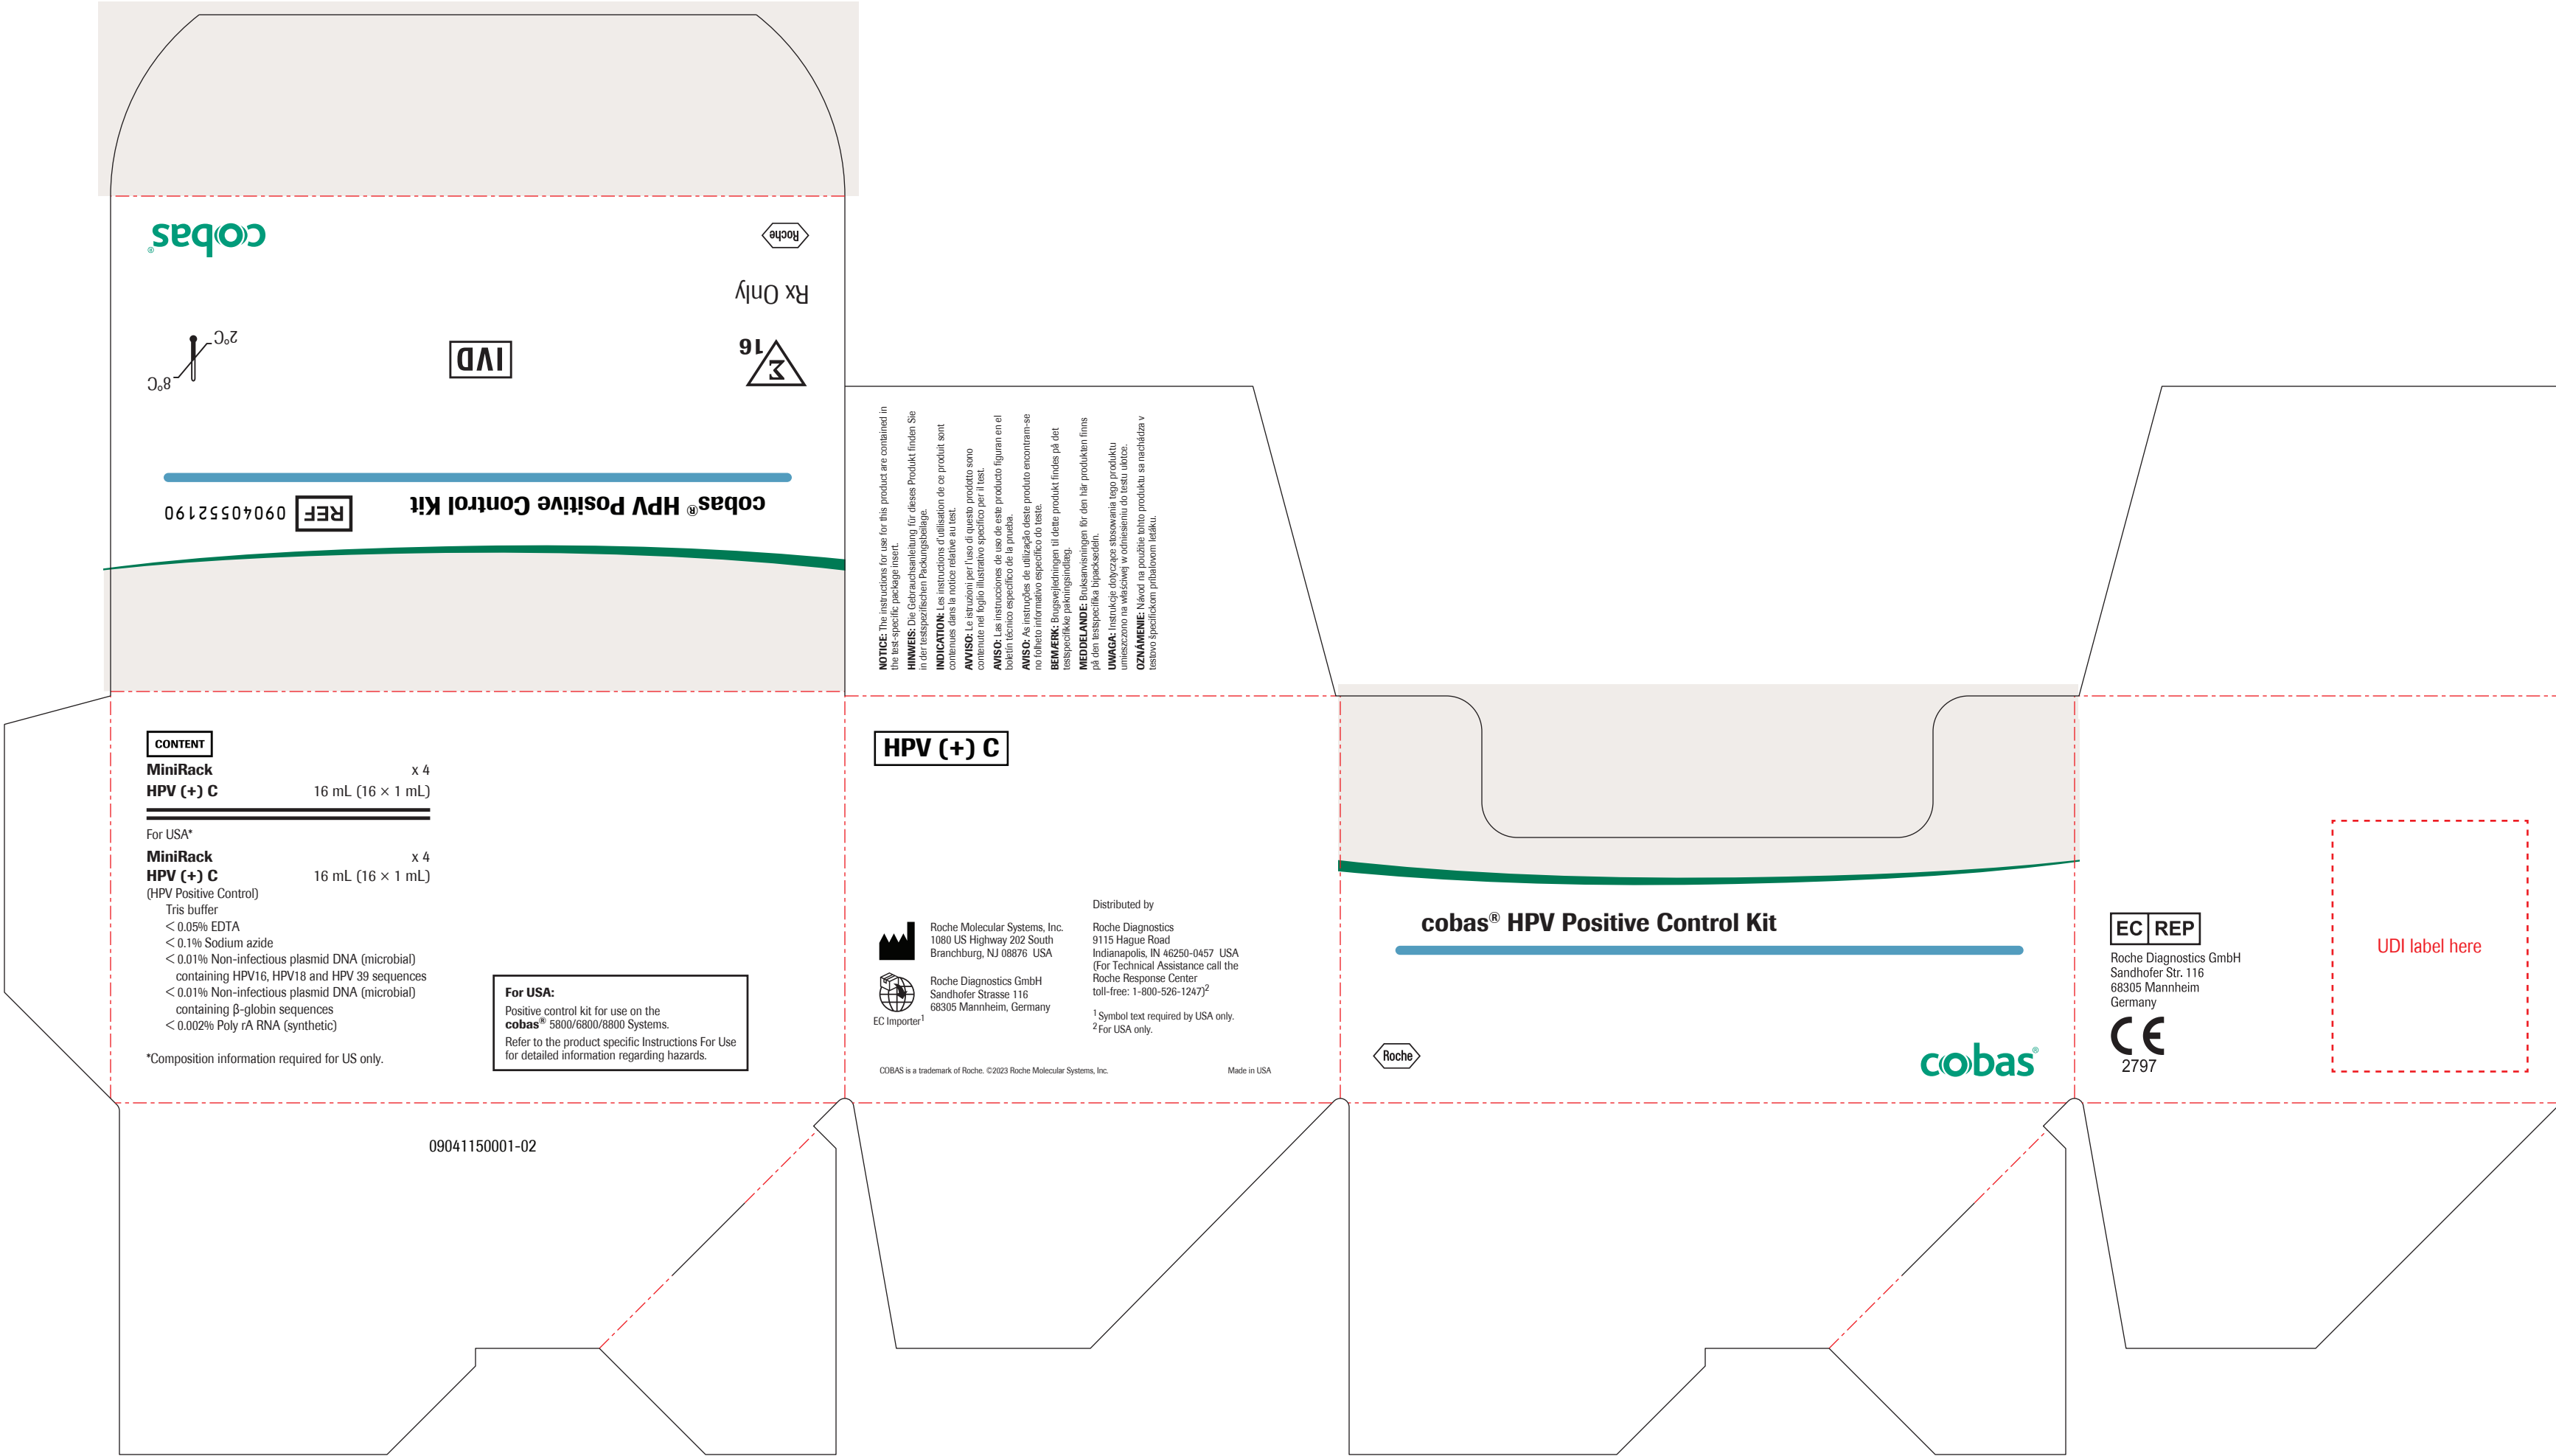 cobas®
Roche
Rx Only
8°C
2°C
IVD
Σ
16
cobas® HPV Positive Control Kit
REF 09040552190
NOTICE: The instructions for use for this product are contained in
the test-specific package insert.
HINWEIS: Die Gebrauchsanleitung für dieses Produkt finden Sie
in der testspezifischen Packungsbeilage.
INDICATION: Les instructions d'utilisation de ce produit sont
contenues dans la notice relative au test.
AVVISO: Le istruzioni per l'uso di questo prodotto sono
contenute nel foglio illustrativo specifico per il test.
AVISO: Las instrucciones de uso de este producto figuran en el
boletín técnico específico de la prueba.
AVISO: As instruções de utilização deste produto encontram-se
no folheto informativo específico do teste.
BEMÆRK: Brugsvejledningen til dette produkt findes på det
testspecifikke pakningsindlæg.
MEDDELANDE: Bruksanvisningen för den här produkten finns
på den testspecifika bipacksedeln.
UWAGA: Instrukcje dotyczące stosowania tego produktu
umieszczono na właściwej w odniesieniu do testu ulotce.
OZNÁMENIE: Návod na použitie tohto produktu sa nachádza v
testovo špecifickom príbalovom letáku.
CONTENT
MiniRack x 4
HPV (+) C 16 mL (16 × 1 mL)
For USA*
MiniRack x 4
HPV (+) C 16 mL (16 × 1 mL)
(HPV Positive Control)
Tris buffer
< 0.05% EDTA
< 0.1% Sodium azide
< 0.01% Non-infectious plasmid DNA (microbial)
containing HPV16, HPV18 and HPV 39 sequences
< 0.01% Non-infectious plasmid DNA (microbial)
containing β-globin sequences
< 0.002% Poly rA RNA (synthetic)
*Composition information required for US only.
For USA:
Positive control kit for use on the
cobas® 5800/6800/8800 Systems.
Refer to the product specific Instructions For Use
for detailed information regarding hazards.
09041150001-02
HPV (+) C
Roche Molecular Systems, Inc.
1080 US Highway 202 South
Branchburg, NJ 08876 USA
Roche Diagnostics GmbH
Sandhofer Strasse 116
68305 Mannheim, Germany
EC Importer1
Distributed by
Roche Diagnostics
9115 Hague Road
Indianapolis, IN 46250-0457 USA
(For Technical Assistance call the
Roche Response Center
toll-free: 1-800-526-1247)2
1 Symbol text required by USA only.
2 For USA only.
COBAS is a trademark of Roche. ©2023 Roche Molecular Systems, Inc.
Made in USA
cobas® HPV Positive Control Kit
Roche
cobas®
EC REP
Roche Diagnostics GmbH
Sandhofer Str. 116
68305 Mannheim
Germany
CE
2797
UDI label here